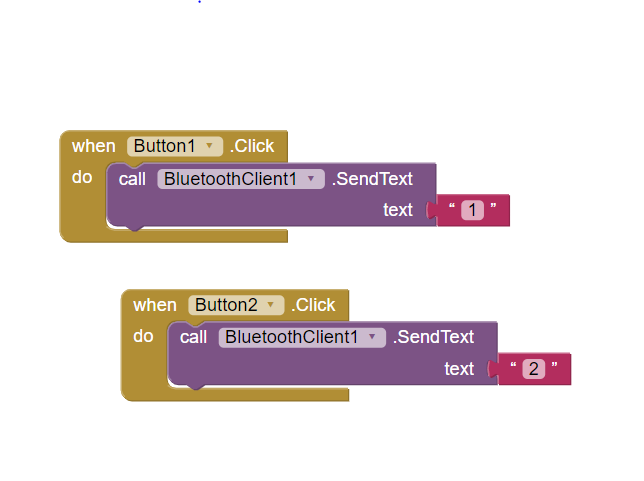 when Button1 .Click
do call BluetoothClient1 .SendText
text “ 1 ”
when Button2 .Click
do call BluetoothClient1 .SendText
text “ 2 ”